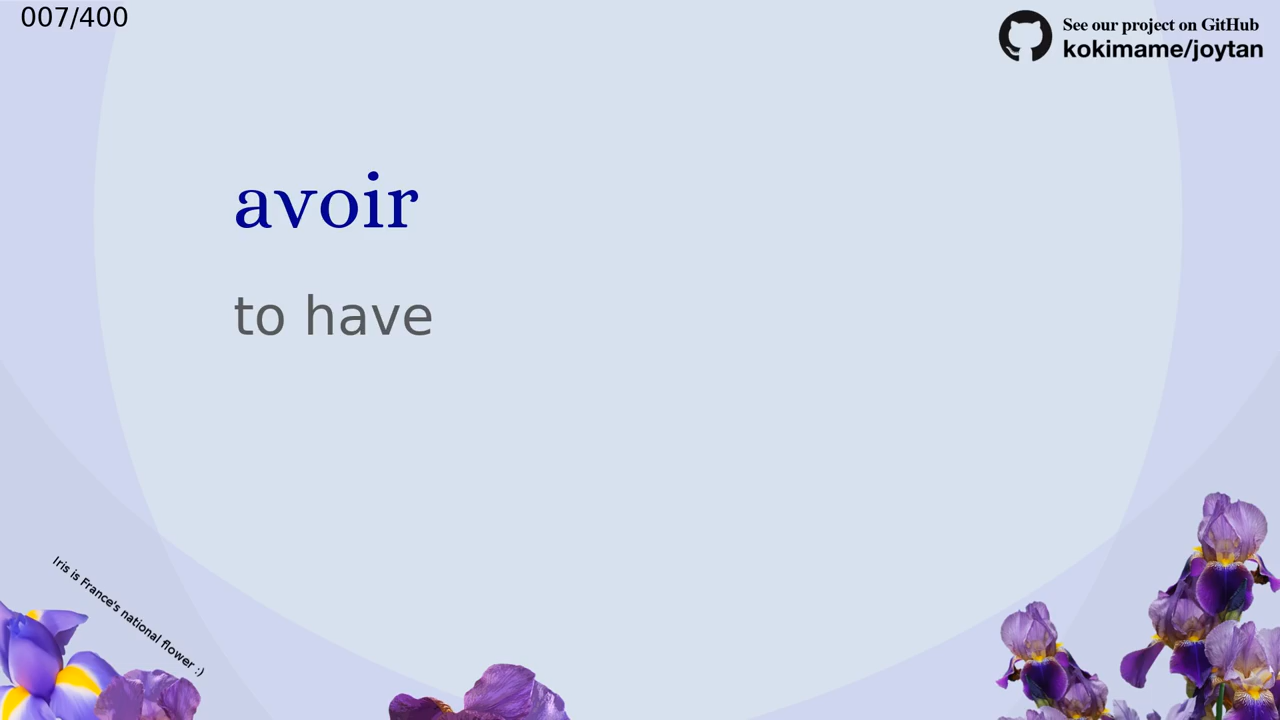 007/400
See our project on GitHub
kokimame/joytan
avoir
to have
Iris is France's national flower :)